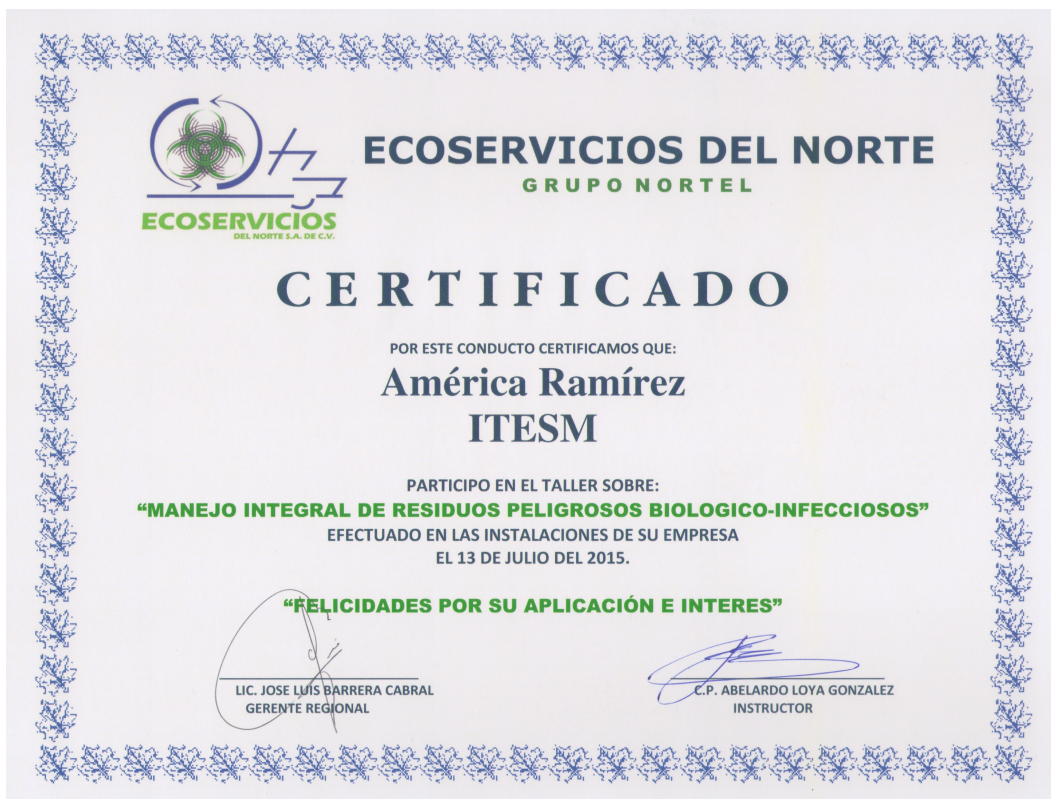 ECOSERVICIOS
DEL NORTE S.A. DE C.V.
ECOSERVICIOS DEL NORTE
GRUPO NORTEL
CERTIFICADO
POR ESTE CONDUCTO CERTIFICAMOS QUE:
América Ramírez
ITESM
PARTICIPO EN EL TALLER SOBRE:
“MANEJO INTEGRAL DE RESIDUOS PELIGROSOS BIOLOGICO-INFECCIOSOS”
EFECTUADO EN LAS INSTALACIONES DE SU EMPRESA
EL 13 DE JULIO DEL 2015.
“FELICIDADES POR SU APLICACIÓN E INTERES”
LIC. JOSE LUIS BARRERA CABRAL
GERENTE REGIONAL
C.P. ABELARDO LOYA GONZALEZ
INSTRUCTOR